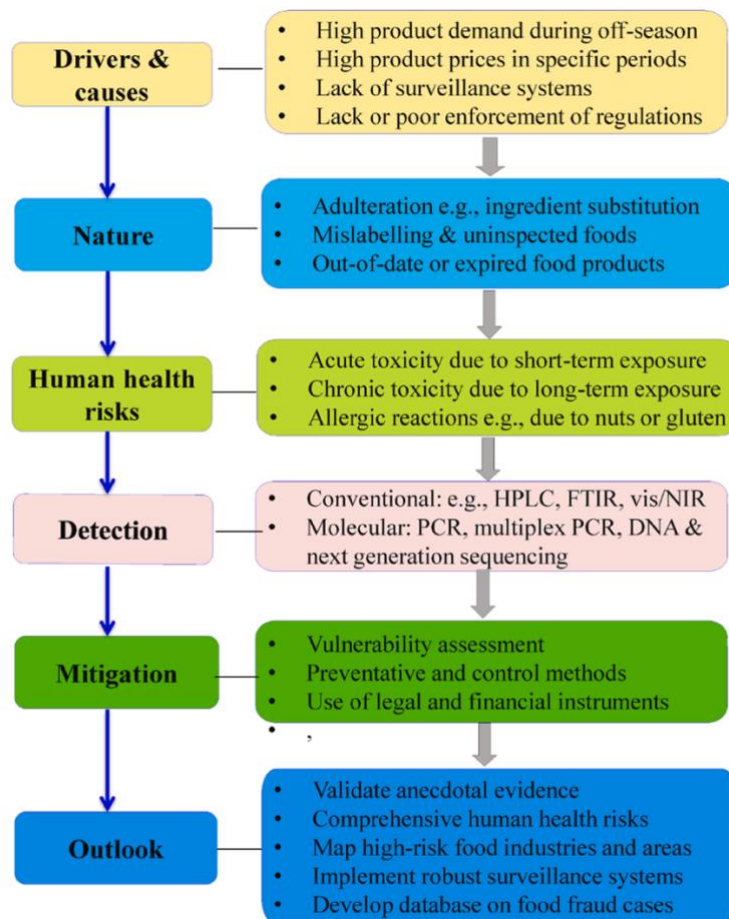 Drivers &
causes
• High product demand during off-season
• High product prices in specific periods
• Lack of surveillance systems
• Lack or poor enforcement of regulations
Nature
• Adulteration e.g., ingredient substitution
• Mislabelling & uninspected foods
• Out-of-date or expired food products
Human health
risks
• Acute toxicity due to short-term exposure
• Chronic toxicity due to long-term exposure
• Allergic reactions e.g., due to nuts or gluten
Detection
• Conventional: e.g., HPLC, FTIR, vis/NIR
• Molecular: PCR, multiplex PCR, DNA &
next generation sequencing
Mitigation
• Vulnerability assessment
• Preventative and control methods
• Use of legal and financial instruments
• ,
Outlook
• Validate anecdotal evidence
• Comprehensive human health risks
• Map high-risk food industries and areas
• Implement robust surveillance systems
• Develop database on food fraud cases